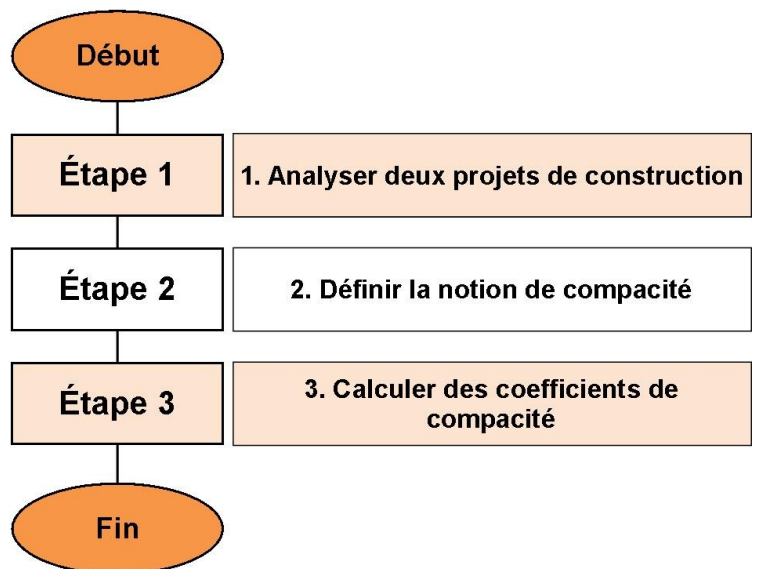 Début
Étape 1
1. Analyser deux projets de construction
Étape 2
2. Définir la notion de compacité
Étape 3
3. Calculer des coefficients de
compacité
Fin